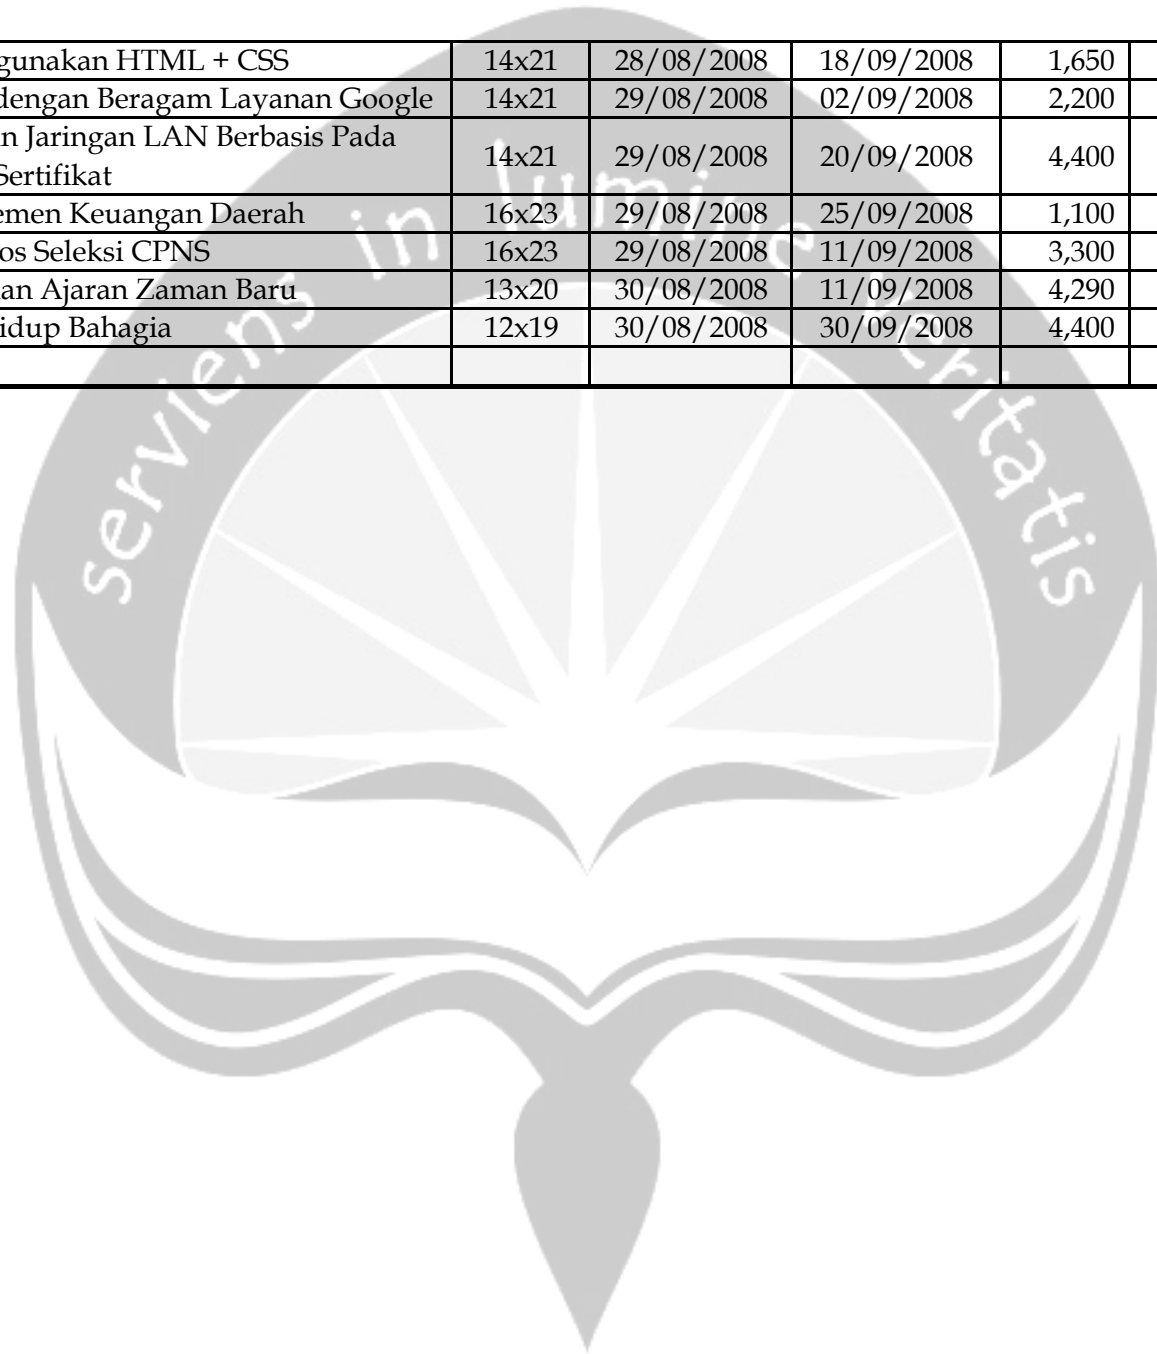 gunakan HTML + CSS 14x21 28/08/2008 18/09/2008 1,650
dengan Beragam Layanan Google 14x21 29/08/2008 02/09/2008 2,200
n Jaringan LAN Berbasis Pada
Sertifikat 14x21 29/08/2008 20/09/2008 4,400
emen Keuangan Daerah 16x23 29/08/2008 25/09/2008 1,100
os Seleksi CPNS 16x23 29/08/2008 11/09/2008 3,300
an Ajaran Zaman Baru 13x20 30/08/2008 11/09/2008 4,290
idup Bahagia 12x19 30/08/2008 30/09/2008 4,400
serviens in lumine veritatis